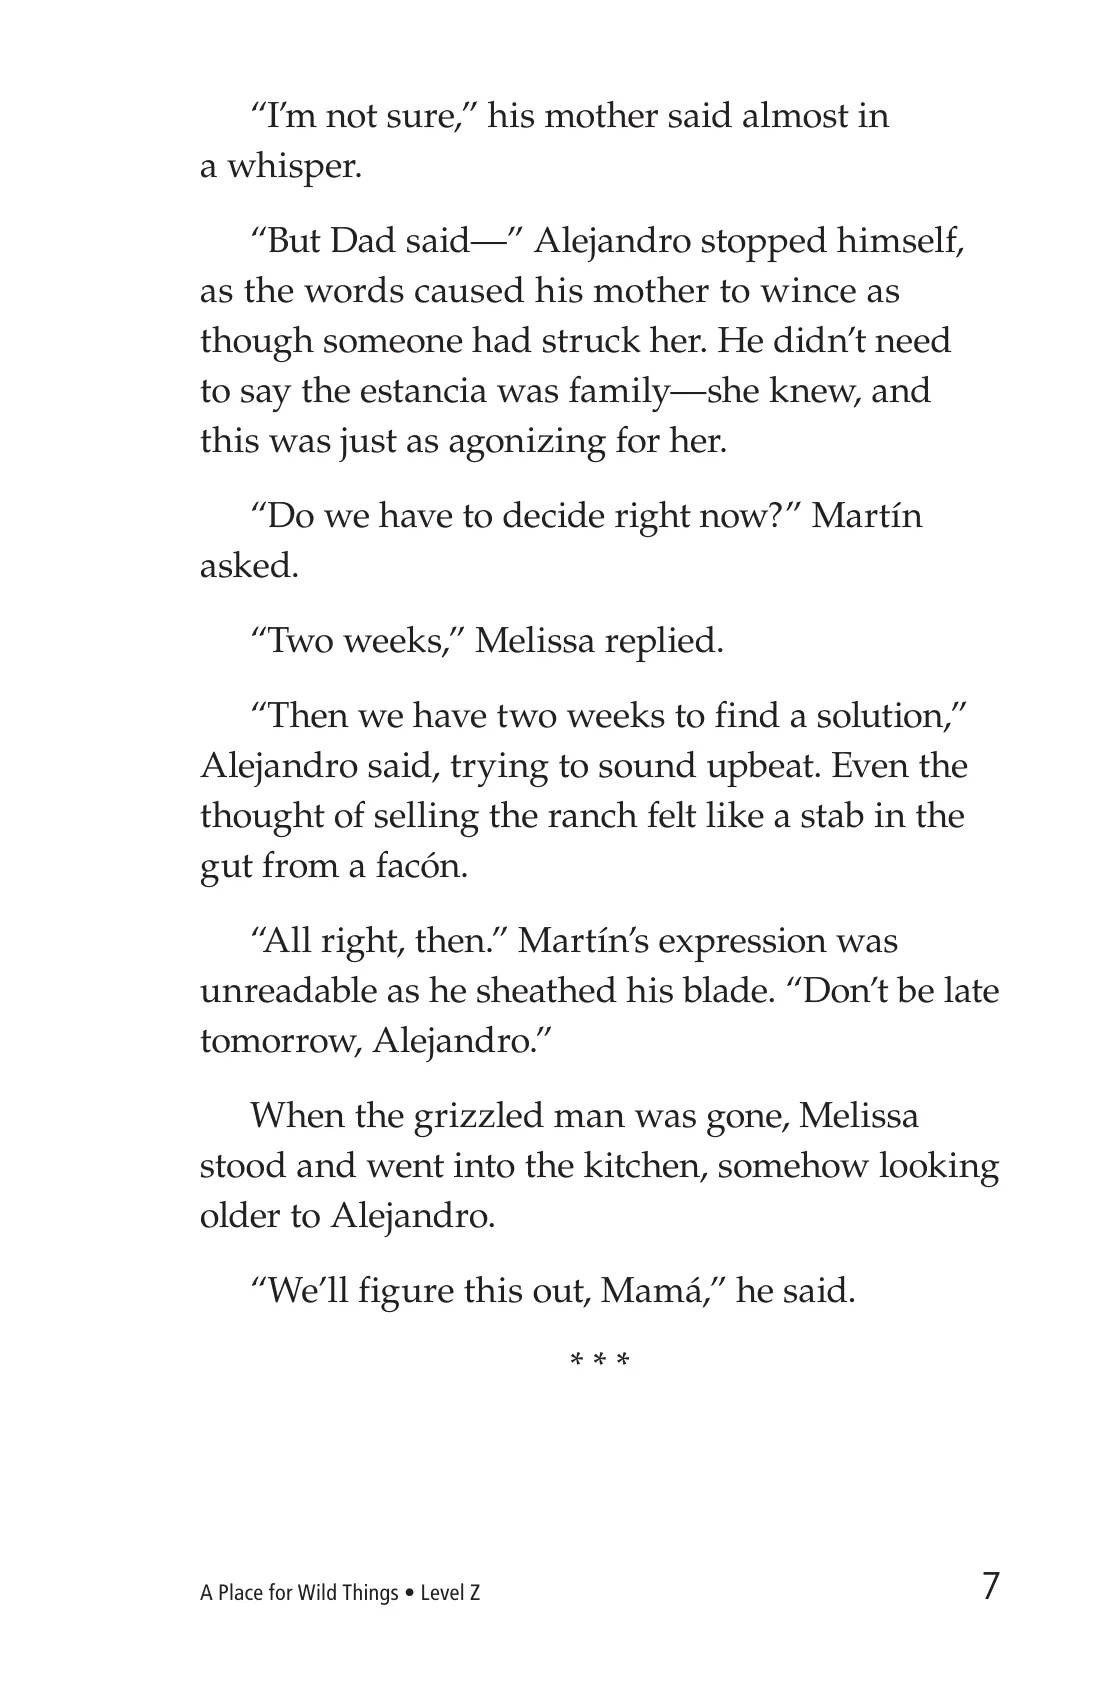 “I’m not sure,” his mother said almost in
a whisper.
“But Dad said—” Alejandro stopped himself,
as the words caused his mother to wince as
though someone had struck her. He didn’t need
to say the estancia was family—she knew, and
this was just as agonizing for her.
“Do we have to decide right now?” Martín
asked.
“Two weeks,” Melissa replied.
“Then we have two weeks to find a solution,”
Alejandro said, trying to sound upbeat. Even the
thought of selling the ranch felt like a stab in the
gut from a facón.
“All right, then.” Martín’s expression was
unreadable as he sheathed his blade. “Don’t be late
tomorrow, Alejandro.”
When the grizzled man was gone, Melissa
stood and went into the kitchen, somehow looking
older to Alejandro.
“We’ll figure this out, Mamá,” he said.
* * *
A Place for Wild Things • Level Z
7